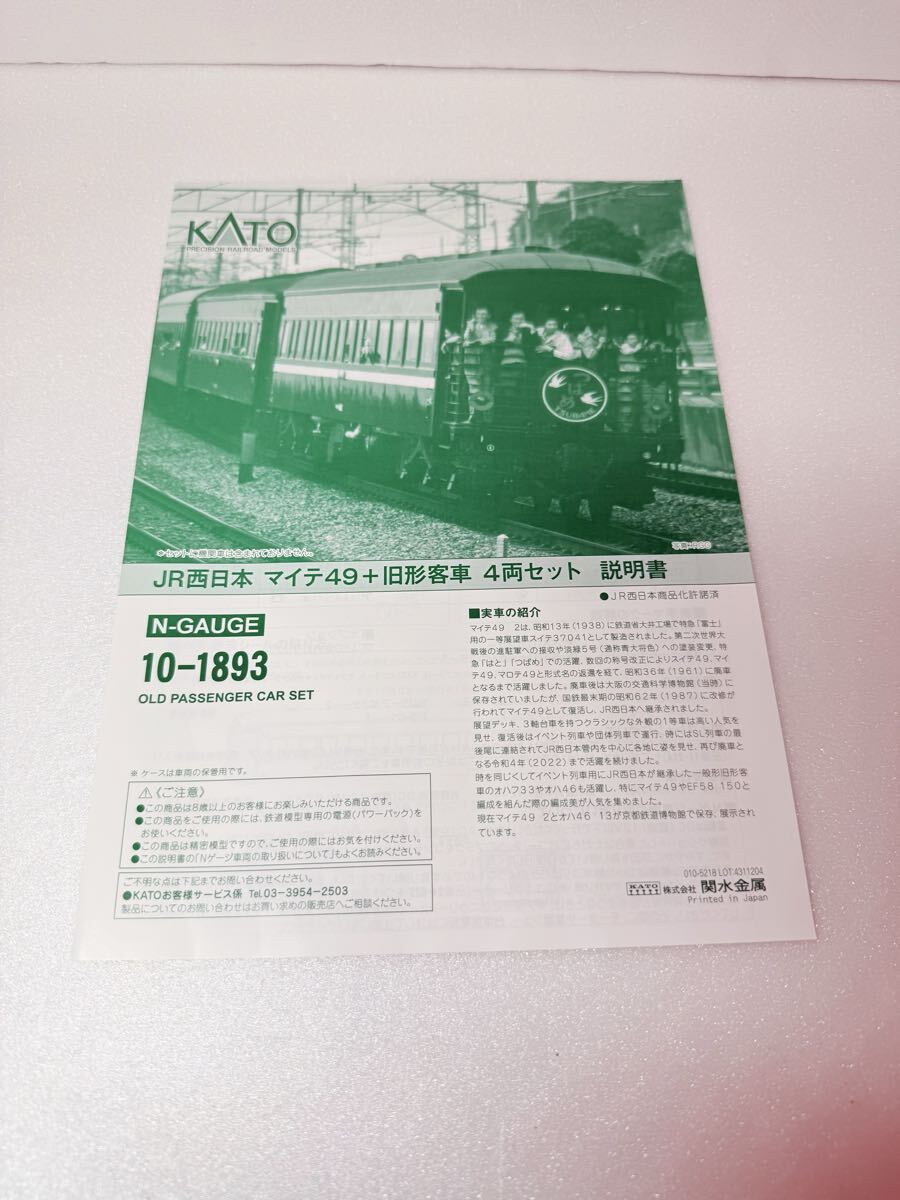 KATO
PRECISION RAILROAD MODELS
TSUBAME
*セットに機関車は含まれておりません。
写真:RGG
JR西日本 マイテ49+旧形客車 4両セット 説明書
●JR西日本商品化許諾済
N-GAUGE
10-1893
OLD PASSENGER CAR SET
※ ケースは車両の保管用です。
⚠《ご注意》
●この商品は8歳以上のお客様にお楽しみいただける商品です。
●この商品をご使用の際には、鉄道模型専用の電源(パワーパック)を
お使いください。
●この商品は精密模型ですので、ご使用の際にはお気を付けください。
●この説明書の「Nゲージ車両の取り扱いについて」もよくお読みください。
ご不明な点は下記までお問い合わせください。
●KATOお客様サービス係 Tel.03-3954-2503
製品についてのお問い合わせはお買い求めの販売店へご相談ください。
■実車の紹介
マイテ49 2は、昭和13年(1938)に鉄道省大井工場で特急「富士」
用の一等展望車スイテ37041として製造されました。第二次世界大
戦後の進駐軍への接収や淡緑5号(通称青大将色)への塗装変更、特
急「はと」「つばめ」での活躍、数回の称号改正によりスイテ49、マイ
テ49、マロテ49と形式名の返還を経て、昭和36年(1961)に廃車
となるまで活躍しました。廃車後は大阪の交通科学博物館(当時)に
保存されていましたが、国鉄最末期の昭和62年(1987)に改修が
行われてマイテ49として復活し、JR西日本へ継承されました。
展望デッキ、3軸台車を持つクラシックな外観の1等車は高い人気を
見せ、復活後はイベント列車や団体列車で運行、時にはSL列車の最
後尾に連結されてJR西日本管内を中心に各地に姿を見せ、再び廃車と
なる令和4年(2022)まで活躍を続けました。
時を同じくしてイベント列車用にJR西日本が継承した一般形旧形客
車のオハフ33やオハ46も活躍し、特にマイテ49やEF58 150と
編成を組んだ際の編成美が人気を集めました。
現在マイテ49 2とオハ46 13が京都鉄道博物館で保存、展示され
ています。
010-5218 LOT:4311204
KATO 株式会社 関水金属
Printed in Japan